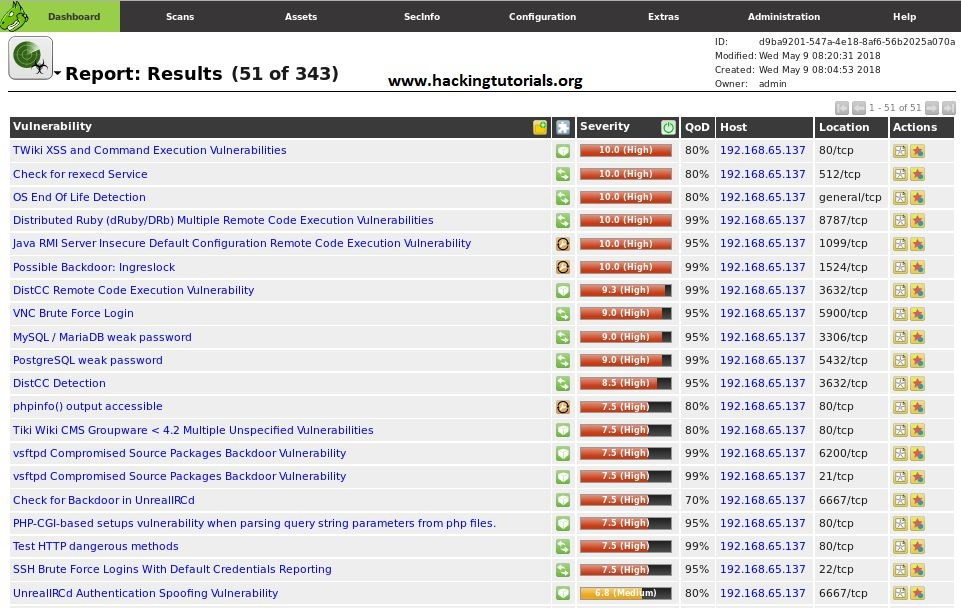 Dashboard Scans Assets SecInfo Configuration Extras Administration Help
ID: d9ba9201-547a-4e18-8af6-56b2025a070a
Modified: Wed May 9 08:20:31 2018
Created: Wed May 9 08:04:53 2018
Owner: admin
Report: Results (51 of 343)
www.hackingtutorials.org
1 - 51 of 51
Vulnerability Severity QoD Host Location Actions
TWiki XSS and Command Execution Vulnerabilities 10.0 (High) 80% 192.168.65.137 80/tcp
Check for rexecd Service 10.0 (High) 80% 192.168.65.137 512/tcp
OS End Of Life Detection 10.0 (High) 80% 192.168.65.137 general/tcp
Distributed Ruby (dRuby/DRb) Multiple Remote Code Execution Vulnerabilities 10.0 (High) 99% 192.168.65.137 8787/tcp
Java RMI Server Insecure Default Configuration Remote Code Execution Vulnerability 10.0 (High) 95% 192.168.65.137 1099/tcp
Possible Backdoor: Ingreslock 10.0 (High) 99% 192.168.65.137 1524/tcp
DistCC Remote Code Execution Vulnerability 9.3 (High) 99% 192.168.65.137 3632/tcp
VNC Brute Force Login 9.0 (High) 95% 192.168.65.137 5900/tcp
MySQL / MariaDB weak password 9.0 (High) 95% 192.168.65.137 3306/tcp
PostgreSQL weak password 9.0 (High) 99% 192.168.65.137 5432/tcp
DistCC Detection 8.5 (High) 95% 192.168.65.137 3632/tcp
phpinfo() output accessible 7.5 (High) 80% 192.168.65.137 80/tcp
Tiki Wiki CMS Groupware < 4.2 Multiple Unspecified Vulnerabilities 7.5 (High) 80% 192.168.65.137 80/tcp
vsftpd Compromised Source Packages Backdoor Vulnerability 7.5 (High) 99% 192.168.65.137 6200/tcp
vsftpd Compromised Source Packages Backdoor Vulnerability 7.5 (High) 99% 192.168.65.137 21/tcp
Check for Backdoor in UnrealIRCd 7.5 (High) 70% 192.168.65.137 6667/tcp
PHP-CGI-based setups vulnerability when parsing query string parameters from php files. 7.5 (High) 95% 192.168.65.137 80/tcp
Test HTTP dangerous methods 7.5 (High) 99% 192.168.65.137 80/tcp
SSH Brute Force Logins With Default Credentials Reporting 7.5 (High) 95% 192.168.65.137 22/tcp
UnrealIRCd Authentication Spoofing Vulnerability 6.8 (Medium) 80% 192.168.65.137 6667/tcp